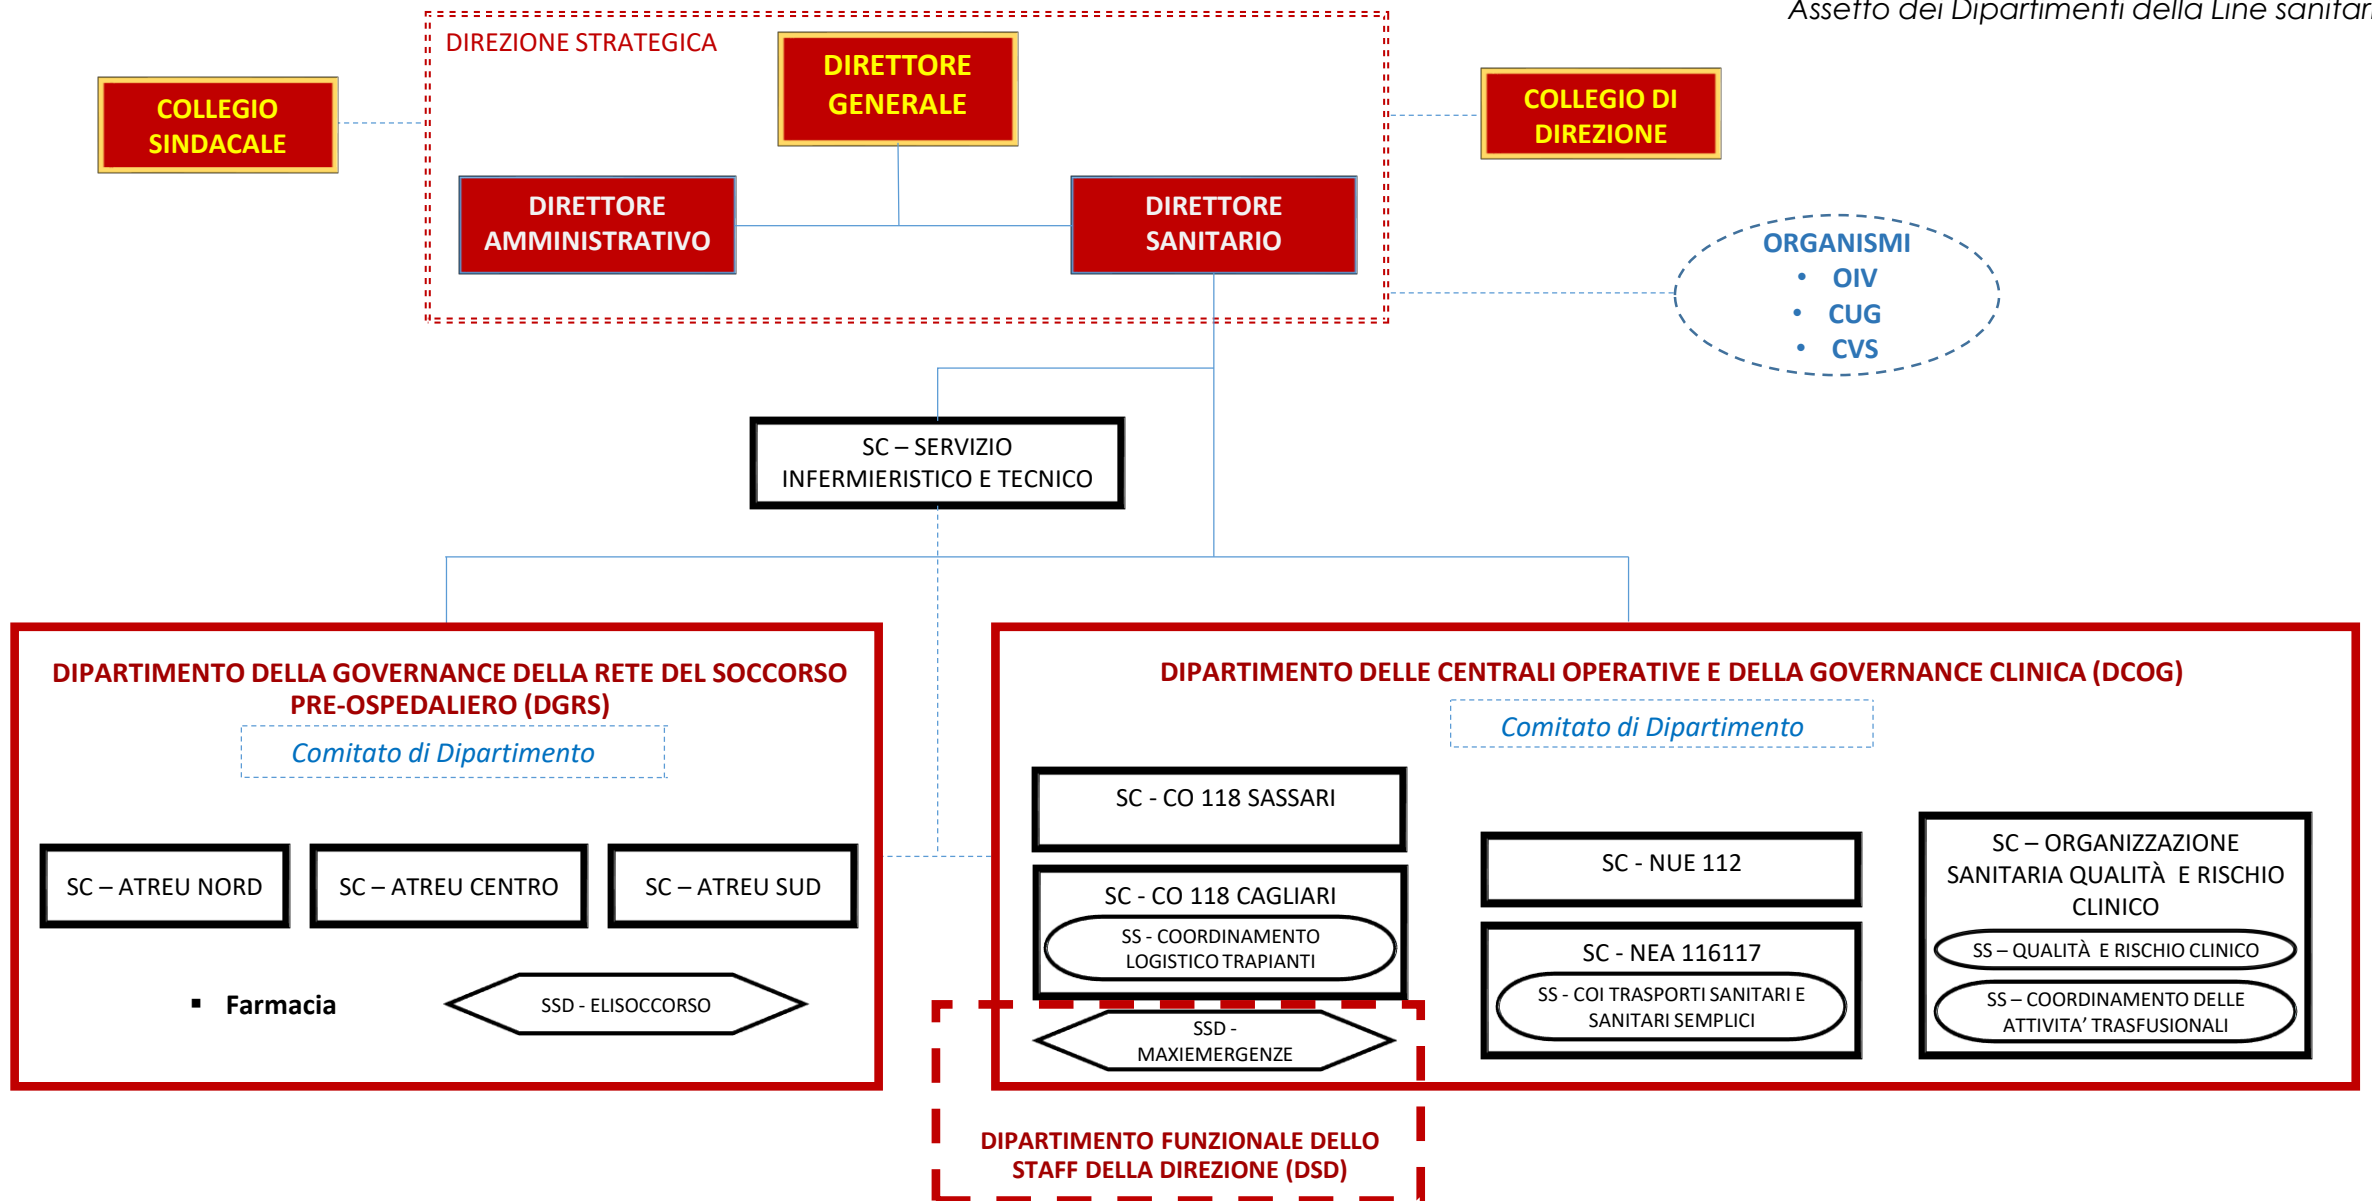 Assetto dei Dipartimenti della Line sanitari
DIREZIONE STRATEGICA
DIRETTORE
GENERALE
COLLEGIO
SINDACALE
COLLEGIO DI
DIREZIONE
DIRETTORE
AMMINISTRATIVO
DIRETTORE
SANITARIO
ORGANISMI
• OIV
• CUG
• CVS
SC – SERVIZIO
INFERMIERISTICO E TECNICO
DIPARTIMENTO DELLA GOVERNANCE DELLA RETE DEL SOCCORSO
PRE-OSPEDALIERO (DGRS)
Comitato di Dipartimento
SC – ATREU NORD
SC – ATREU CENTRO
SC – ATREU SUD
▪ Farmacia
SSD - ELISOCCORSO
DIPARTIMENTO DELLE CENTRALI OPERATIVE E DELLA GOVERNANCE CLINICA (DCOG)
Comitato di Dipartimento
SC - CO 118 SASSARI
SC - CO 118 CAGLIARI
SS - COORDINAMENTO
LOGISTICO TRAPIANTI
SSD -
MAXIEMERGENZE
SC - NUE 112
SC - NEA 116117
SS - COI TRASPORTI SANITARI E
SANITARI SEMPLICI
SC – ORGANIZZAZIONE
SANITARIA QUALITÀ  E RISCHIO
CLINICO
SS – QUALITÀ  E RISCHIO CLINICO
SS – COORDINAMENTO DELLE
ATTIVITA’ TRASFUSIONALI
DIPARTIMENTO FUNZIONALE DELLO
STAFF DELLA DIREZIONE (DSD)